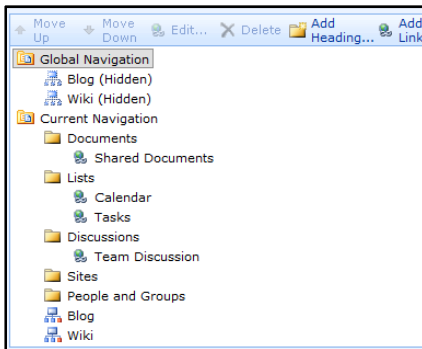 Move Up Move Down Edit... Delete Add Heading... Add Link
Global Navigation
Blog (Hidden)
Wiki (Hidden)
Current Navigation
Documents
Shared Documents
Lists
Calendar
Tasks
Discussions
Team Discussion
Sites
People and Groups
Blog
Wiki